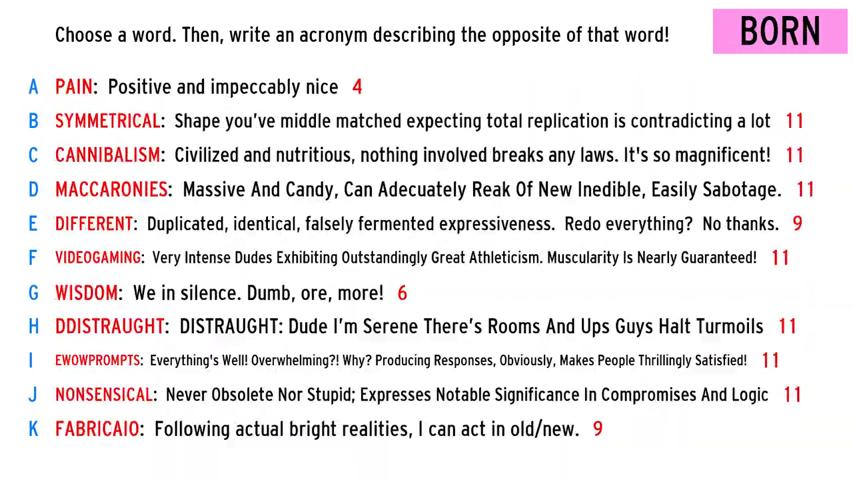 Choose a word. Then, write an acronym describing the opposite of that word!
BORN
A PAIN: Positive and impeccably nice 4
B SYMMETRICAL: Shape you've middle matched expecting total replication is contradicting a lot 11
C CANNIBALISM: Civilized and nutritious, nothing involved breaks any laws. It's so magnificent! 11
D MACCARONIES: Massive And Candy, Can Adecuately Reak Of New Inedible, Easily Sabotage. 11
E DIFFERENT: Duplicated, identical, falsely fermented expressiveness. Redo everything? No thanks. 9
F VIDEOGAMING: Very Intense Dudes Exhibiting Outstandingly Great Athleticism. Muscularity Is Nearly Guaranteed! 11
G WISDOM: We in silence. Dumb, ore, more! 6
H DDISTRAUGHT: DISTRAUGHT: Dude I'm Serene There's Rooms And Ups Guys Halt Turmoils 11
I EWOWPROMPTS: Everything's Well! Overwhelming?! Why? Producing Responses, Obviously, Makes People Thrillingly Satisfied! 11
J NONSENSICAL: Never Obsolete Nor Stupid; Expresses Notable Significance In Compromises And Logic 11
K FABRICAIO: Following actual bright realities, I can act in old/new. 9